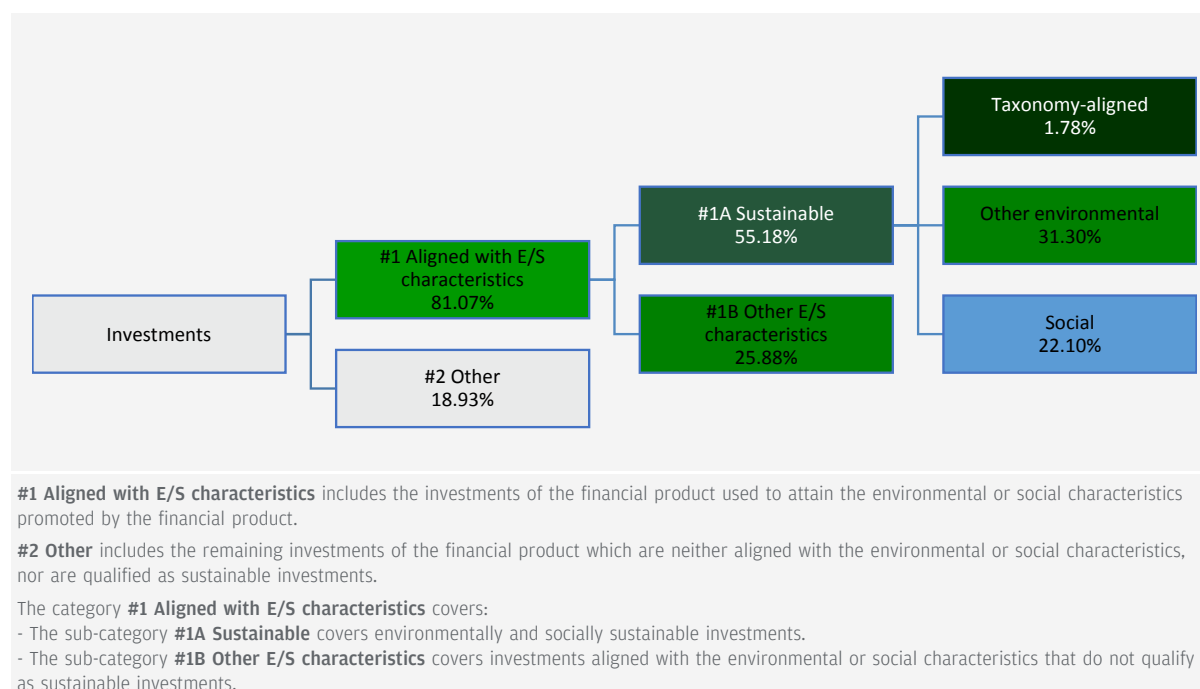 Taxonomy-aligned
1.78%
#1A Sustainable
55.18%
Other environmental
31.30%
#1 Aligned with E/S
characteristics
81.07%
Investments
#1B Other E/S
characteristics
25.88%
Social
22.10%
#2 Other
18.93%
#1 Aligned with E/S characteristics includes the investments of the financial product used to attain the environmental or social characteristics
promoted by the financial product.
#2 Other includes the remaining investments of the financial product which are neither aligned with the environmental or social characteristics,
nor are qualified as sustainable investments.
The category #1 Aligned with E/S characteristics covers:
- The sub-category #1A Sustainable covers environmentally and socially sustainable investments.
- The sub-category #1B Other E/S characteristics covers investments aligned with the environmental or social characteristics that do not qualify
as sustainable investments.